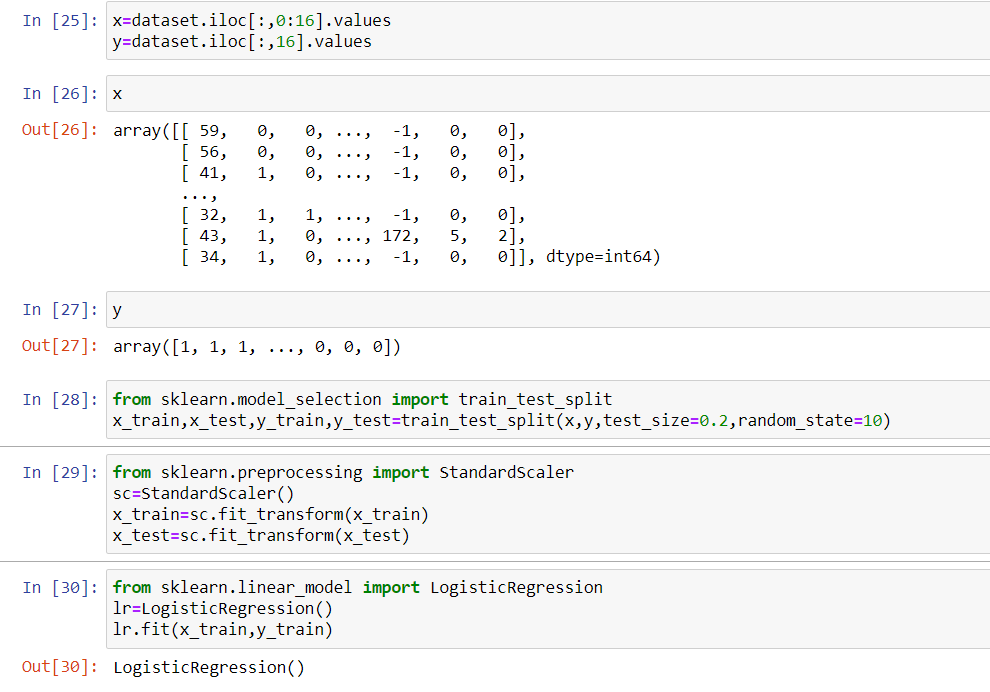 In [25]: x=dataset.iloc[:,0:16].values
y=dataset.iloc[:,16].values
In [26]: x
Out[26]: array([[ 59,   0,   0, ...,  -1,   0,   0],
[ 56,   0,   0, ...,  -1,   0,   0],
[ 41,   1,   0, ...,  -1,   0,   0],
...,
[ 32,   1,   1, ...,  -1,   0,   0],
[ 43,   1,   0, ..., 172,   5,   2],
[ 34,   1,   0, ...,  -1,   0,   0]], dtype=int64)
In [27]: y
Out[27]: array([1, 1, 1, ..., 0, 0, 0])
In [28]: from sklearn.model_selection import train_test_split
x_train,x_test,y_train,y_test=train_test_split(x,y,test_size=0.2,random_state=10)
In [29]: from sklearn.preprocessing import StandardScaler
sc=StandardScaler()
x_train=sc.fit_transform(x_train)
x_test=sc.fit_transform(x_test)
In [30]: from sklearn.linear_model import LogisticRegression
lr=LogisticRegression()
lr.fit(x_train,y_train)
Out[30]: LogisticRegression()